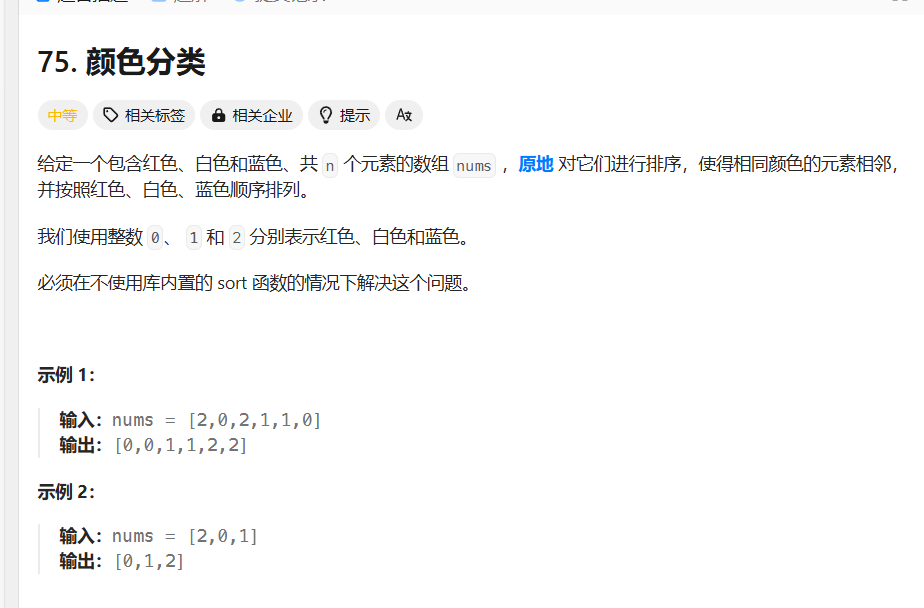 75. 颜色分类
中等 相关标签 相关企业 提示 Az
给定一个包含红色、白色和蓝色、共 n 个元素的数组 nums ，原地 对它们进行排序，使得相同颜色的元素相邻，
并按照红色、白色、蓝色顺序排列。
我们使用整数 0、 1 和 2 分别表示红色、白色和蓝色。
必须在不使用库内置的 sort 函数的情况下解决这个问题。
示例 1：
输入：nums = [2,0,2,1,1,0]
输出：[0,0,1,1,2,2]
示例 2：
输入：nums = [2,0,1]
输出：[0,1,2]